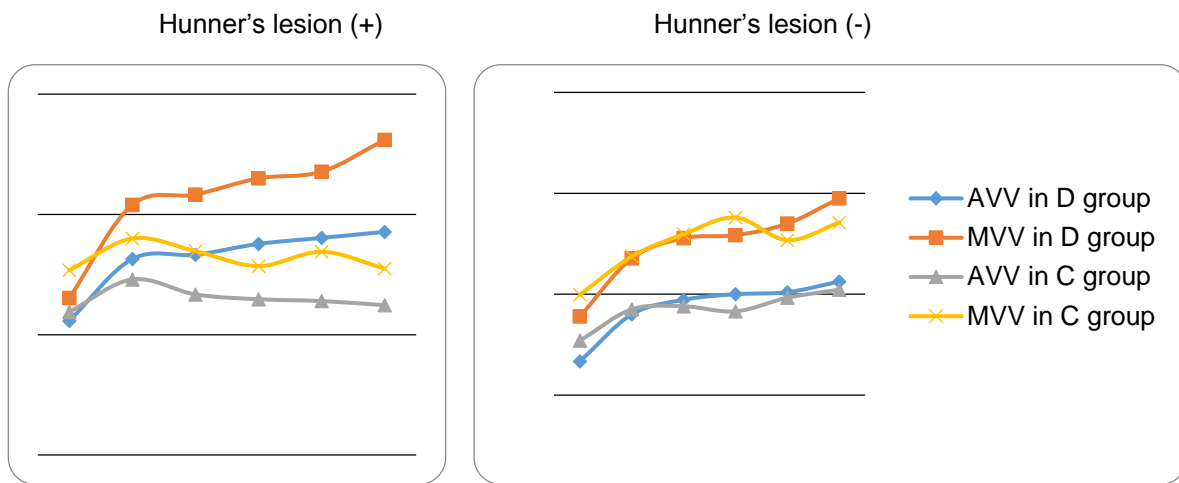 Hunner’s lesion (+)
Hunner’s lesion (-)
AVV in D group
MVV in D group
AVV in C group
MVV in C group